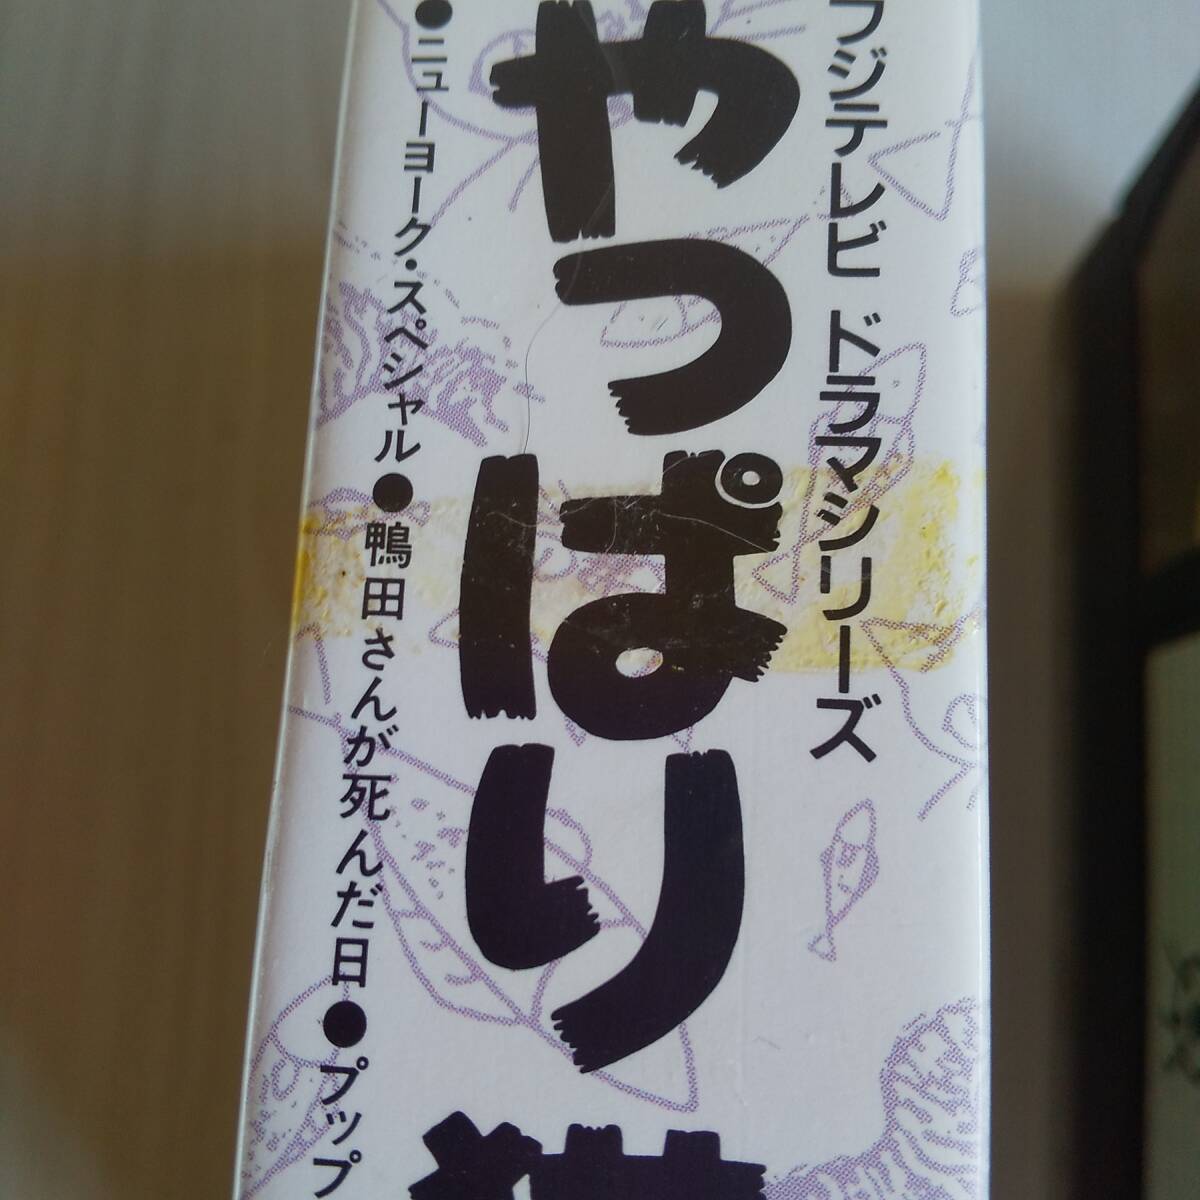 フジテレビ ドラマシリーズ
やっぱり
●ニューヨーク・スペシャル●鴨田さんが死んだ日●プップ